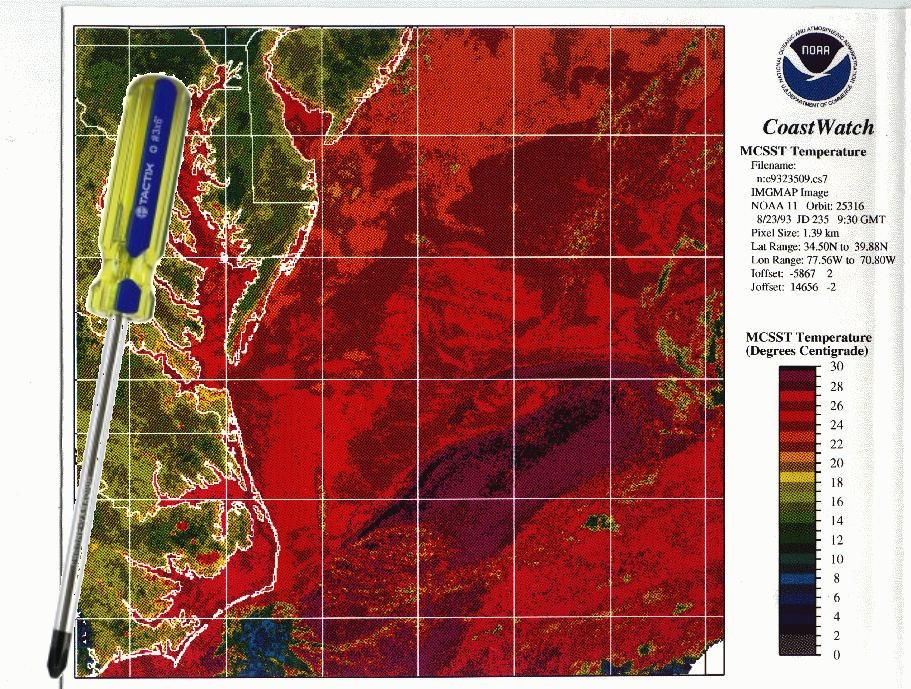 NOAA
NATIONAL OCEANIC AND ATMOSPHERIC ADMINISTRATION
U.S. DEPARTMENT OF COMMERCE
CoastWatch
MCSST Temperature
Filename:
n:c9323509.cs7
IMGMAP Image
NOAA 11 Orbit: 25316
8/23/93 JD 235 9:30 GMT
Pixel Size: 1.39 km
Lat Range: 34.50N to 39.88N
Lon Range: 77.56W to 70.80W
Ioffset: -5867 2
Joffset: 14656 -2
MCSST Temperature
(Degrees Centigrade)
30
28
26
24
22
20
18
16
14
12
10
8
6
4
2
0
TACTIX #3x6"